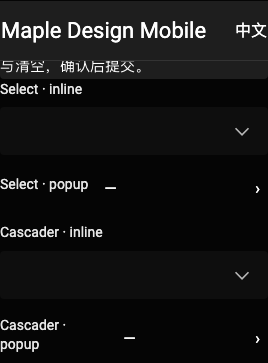 Maple Design Mobile 中文
与清空，确认后提交。
Select · inline
Select · popup — ›
Cascader · inline
Cascader ·
popup — ›